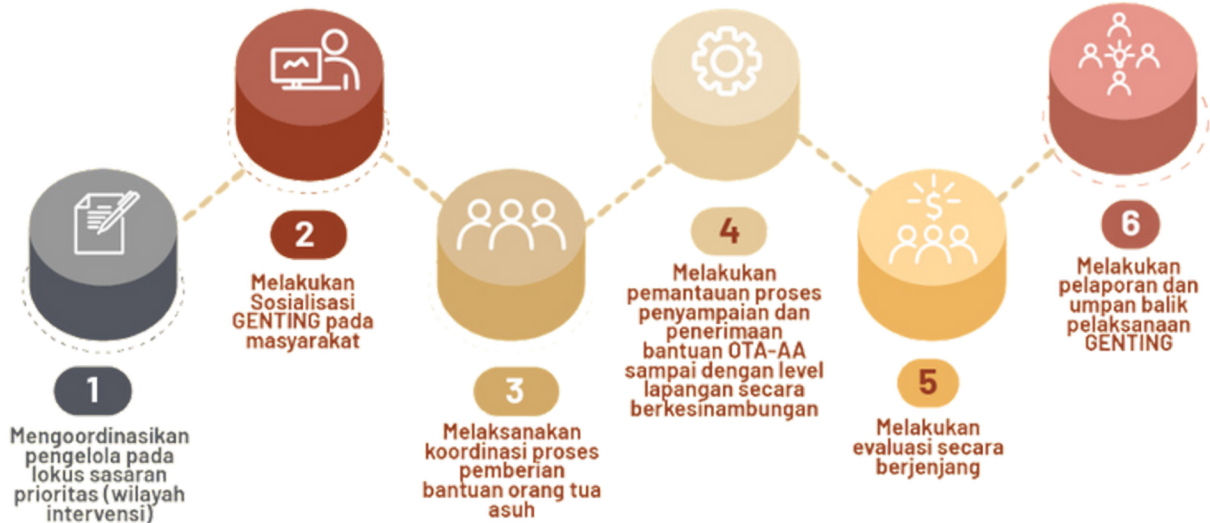 1
Mengoordinasikan
pengelola pada
lokus sasaran
prioritas (wilayah
intervensi)
2
Melakukan
Sosialisasi
GENTING pada
masyarakat
3
Melaksanakan
koordinasi proses
pemberian
bantuan orang tua
asuh
4
Melakukan
pemantauan proses
penyampaian dan
penerimaan
bantuan OTA-AA
sampai dengan level
lapangan secara
berkesinambungan
$
5
Melakukan
evaluasi secara
berjenjang
6
Melakukan
pelaporan dan
umpan balik
pelaksanaan
GENTING